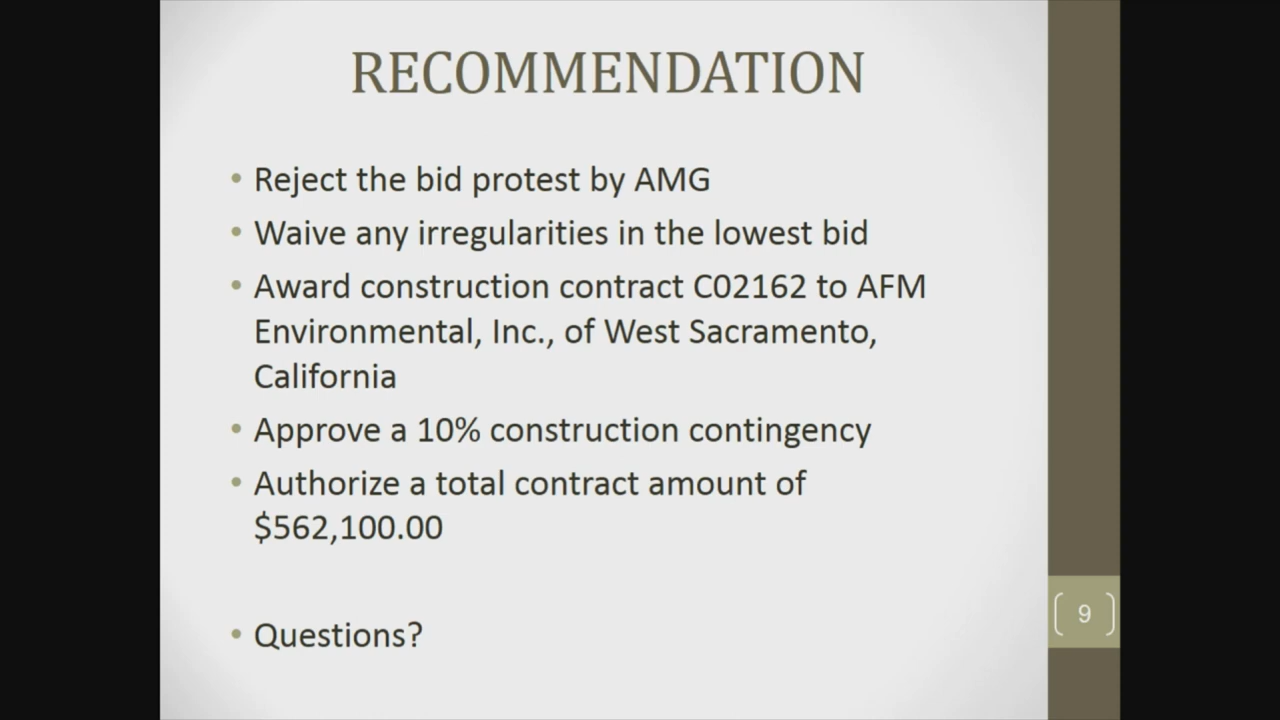 RECOMMENDATION
• Reject the bid protest by AMG
• Waive any irregularities in the lowest bid
• Award construction contract C02162 to AFM
Environmental, Inc., of West Sacramento,
California
• Approve a 10% construction contingency
• Authorize a total contract amount of
$562,100.00
• Questions?
9